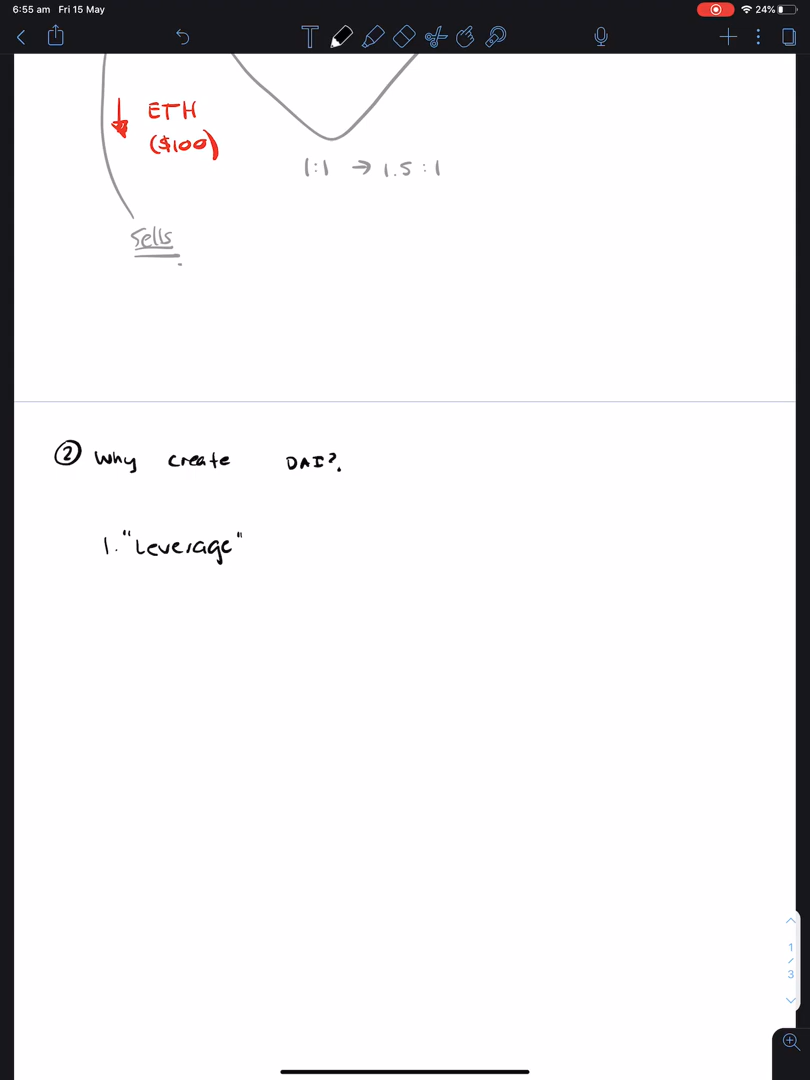 6:55 am Fri 15 May
24%
T
↓ ETH
($100)
1:1 → 1.5:1
Sells
② Why create DAI?
1. "Leverage"
1
/
3